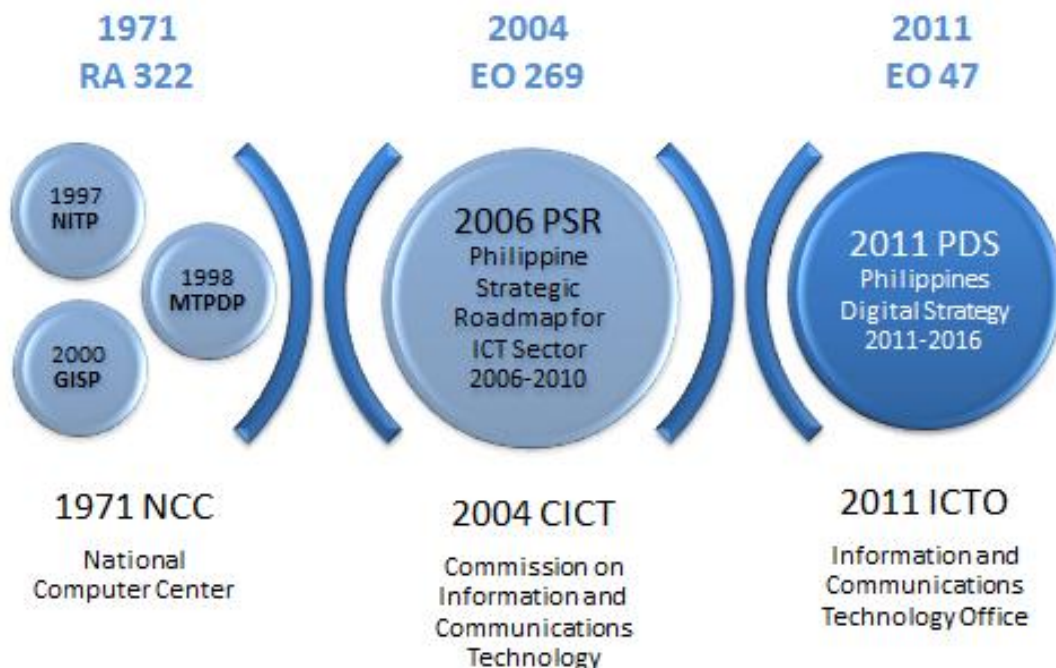 1971
RA 322
2004
EO 269
2011
EO 47
1997
NITP
1998
MTPDP
2000
GISP
2006 PSR
Philippine
Strategic
Roadmap for
ICT Sector
2006-2010
2011 PDS
Philippines
Digital Strategy
2011-2016
1971 NCC
National
Computer Center
2004 CICT
Commission on
Information and
Communications
Technology
2011 ICTO
Information and
Communications
Technology Office